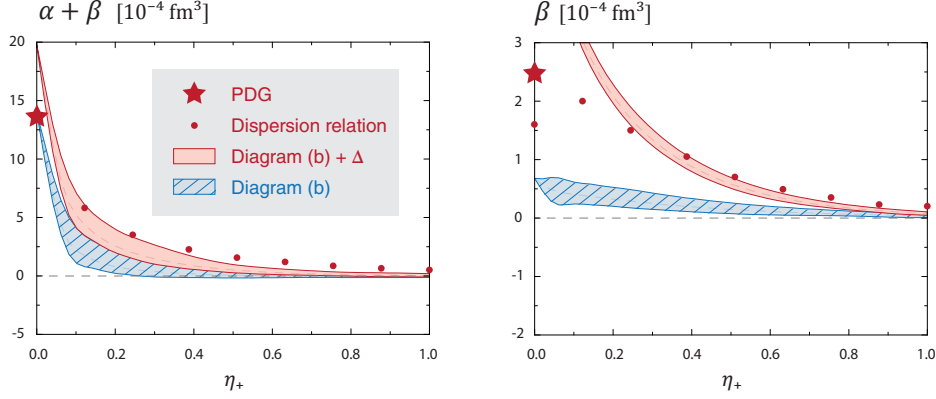 α + β [10⁻⁴ fm³]
20
15
10
5
0
-5
0.0 0.2 0.4 0.6 0.8 1.0
η₊
PDG
Dispersion relation
Diagram (b) + Δ
Diagram (b)
β [10⁻⁴ fm³]
3
2
1
0
-1
-2
0.0 0.2 0.4 0.6 0.8 1.0
η₊